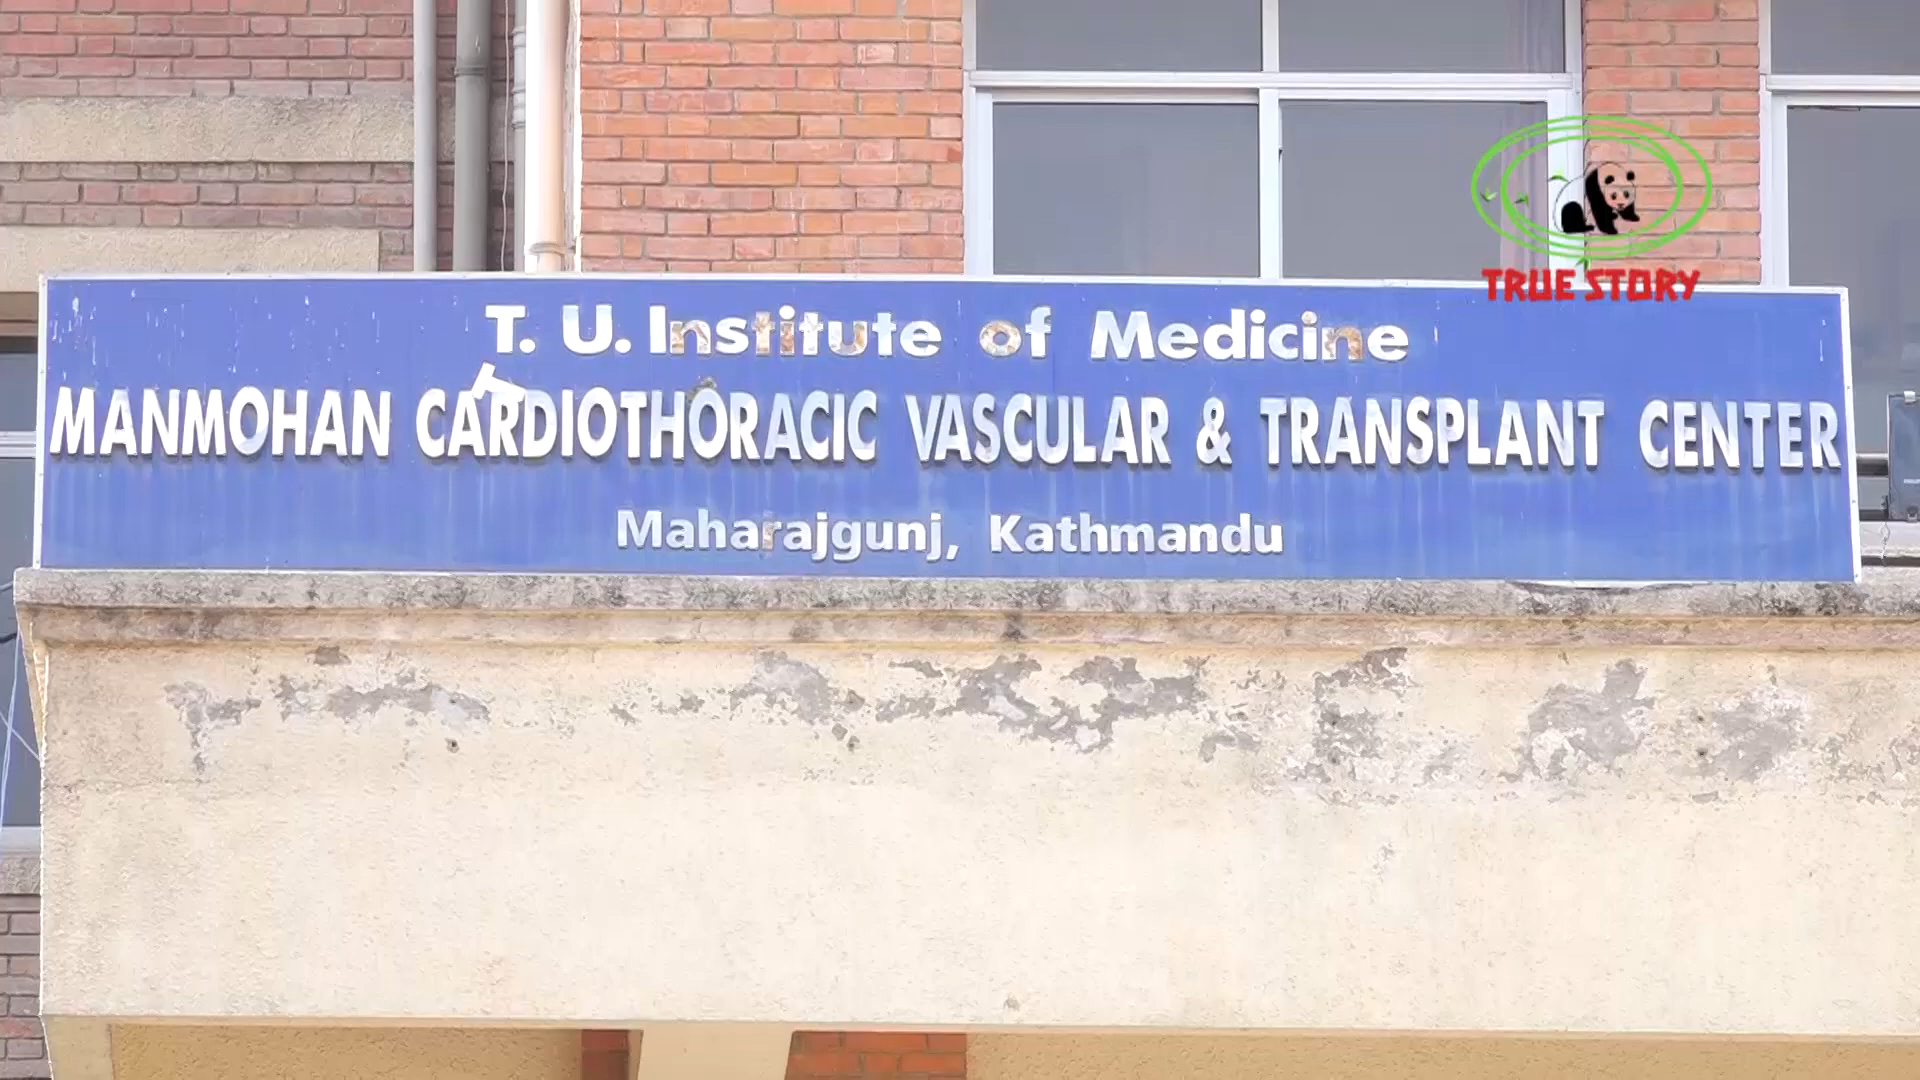 TRUE STORY
T. U. Institute of Medicine
MANMOHAN CARDIOTHORACIC VASCULAR & TRANSPLANT CENTER
Maharajgunj, Kathmandu